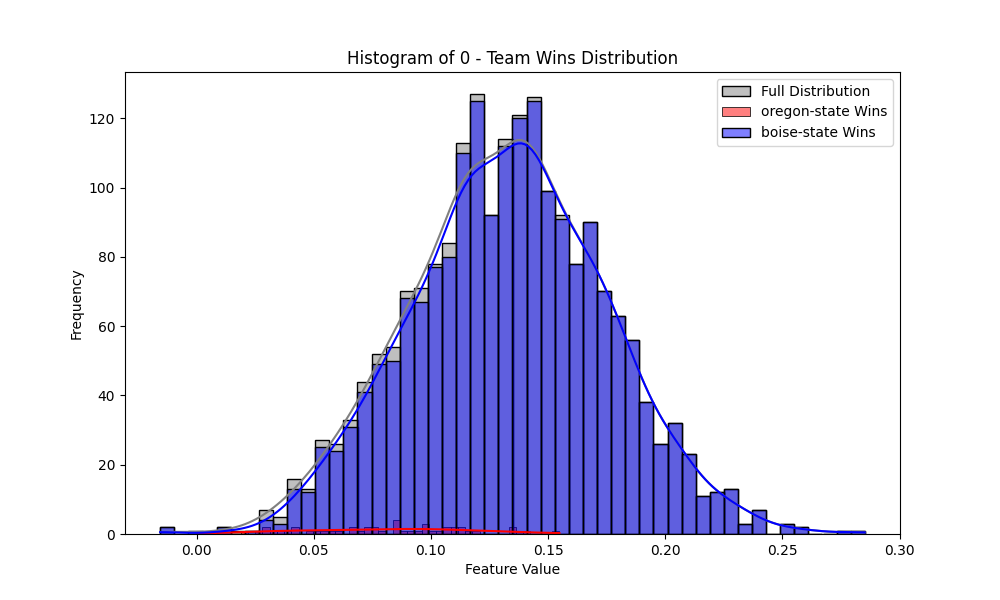 Histogram of 0 - Team Wins Distribution
Full Distribution
oregon-state Wins
boise-state Wins
Frequency
120
100
80
60
40
20
0
0.00 0.05 0.10 0.15 0.20 0.25 0.30
Feature Value